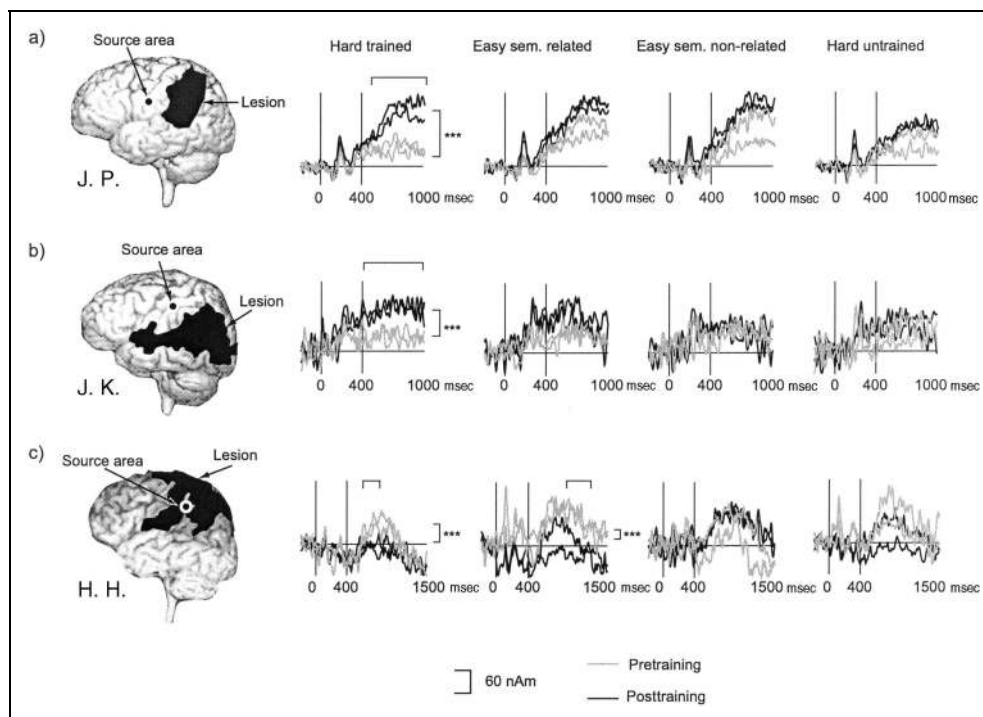 a)
Source area
Lesion
J. P.
Hard trained
Easy sem. related
Easy sem. non-related
Hard untrained
***
0 400 1000 msec
0 400 1000 msec
0 400 1000 msec
0 400 1000 msec
b)
Source area
Lesion
J. K.
***
0 400 1000 msec
0 400 1000 msec
0 400 1000 msec
0 400 1000 msec
c)
Source area
Lesion
H. H.
***
***
0 400 1500 msec
0 400 1500 msec
0 400 1500 msec
0 400 1500 msec
60 nAm
Pretraining
Posttraining